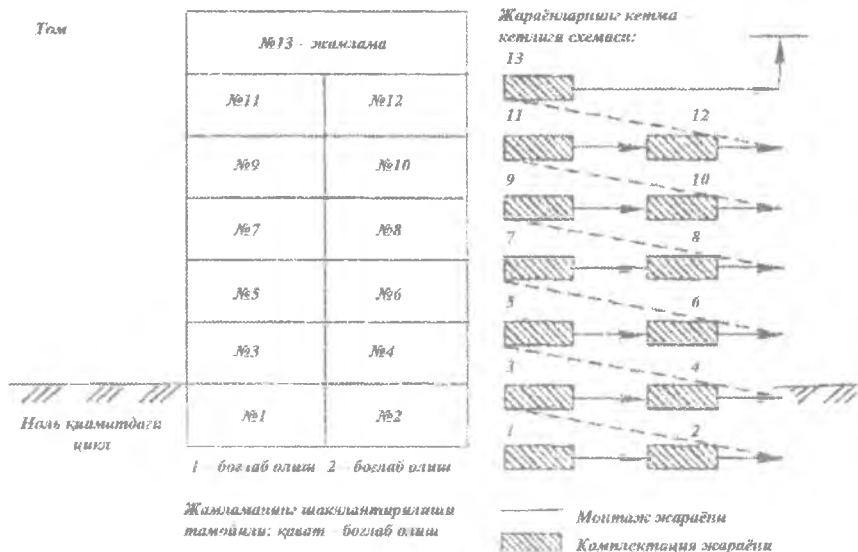 Том
№13 - жамлама
№11 №12
№9 №10
№7 №8
№5 №6
№3 №4
№1 №2
Ноль қийматдаги
цикл
1 - боғлаб олиш 2 - боғлаб олиш
Жамламанинг шакллантирилиши
тамойили: қават - боғлаб олиш
Жараёнларнинг кетма -
кетлиги схемаси:
13
11 12
9 10
7 8
5 6
3 4
1 2
Монтаж жараёни
Комплектация жараёни